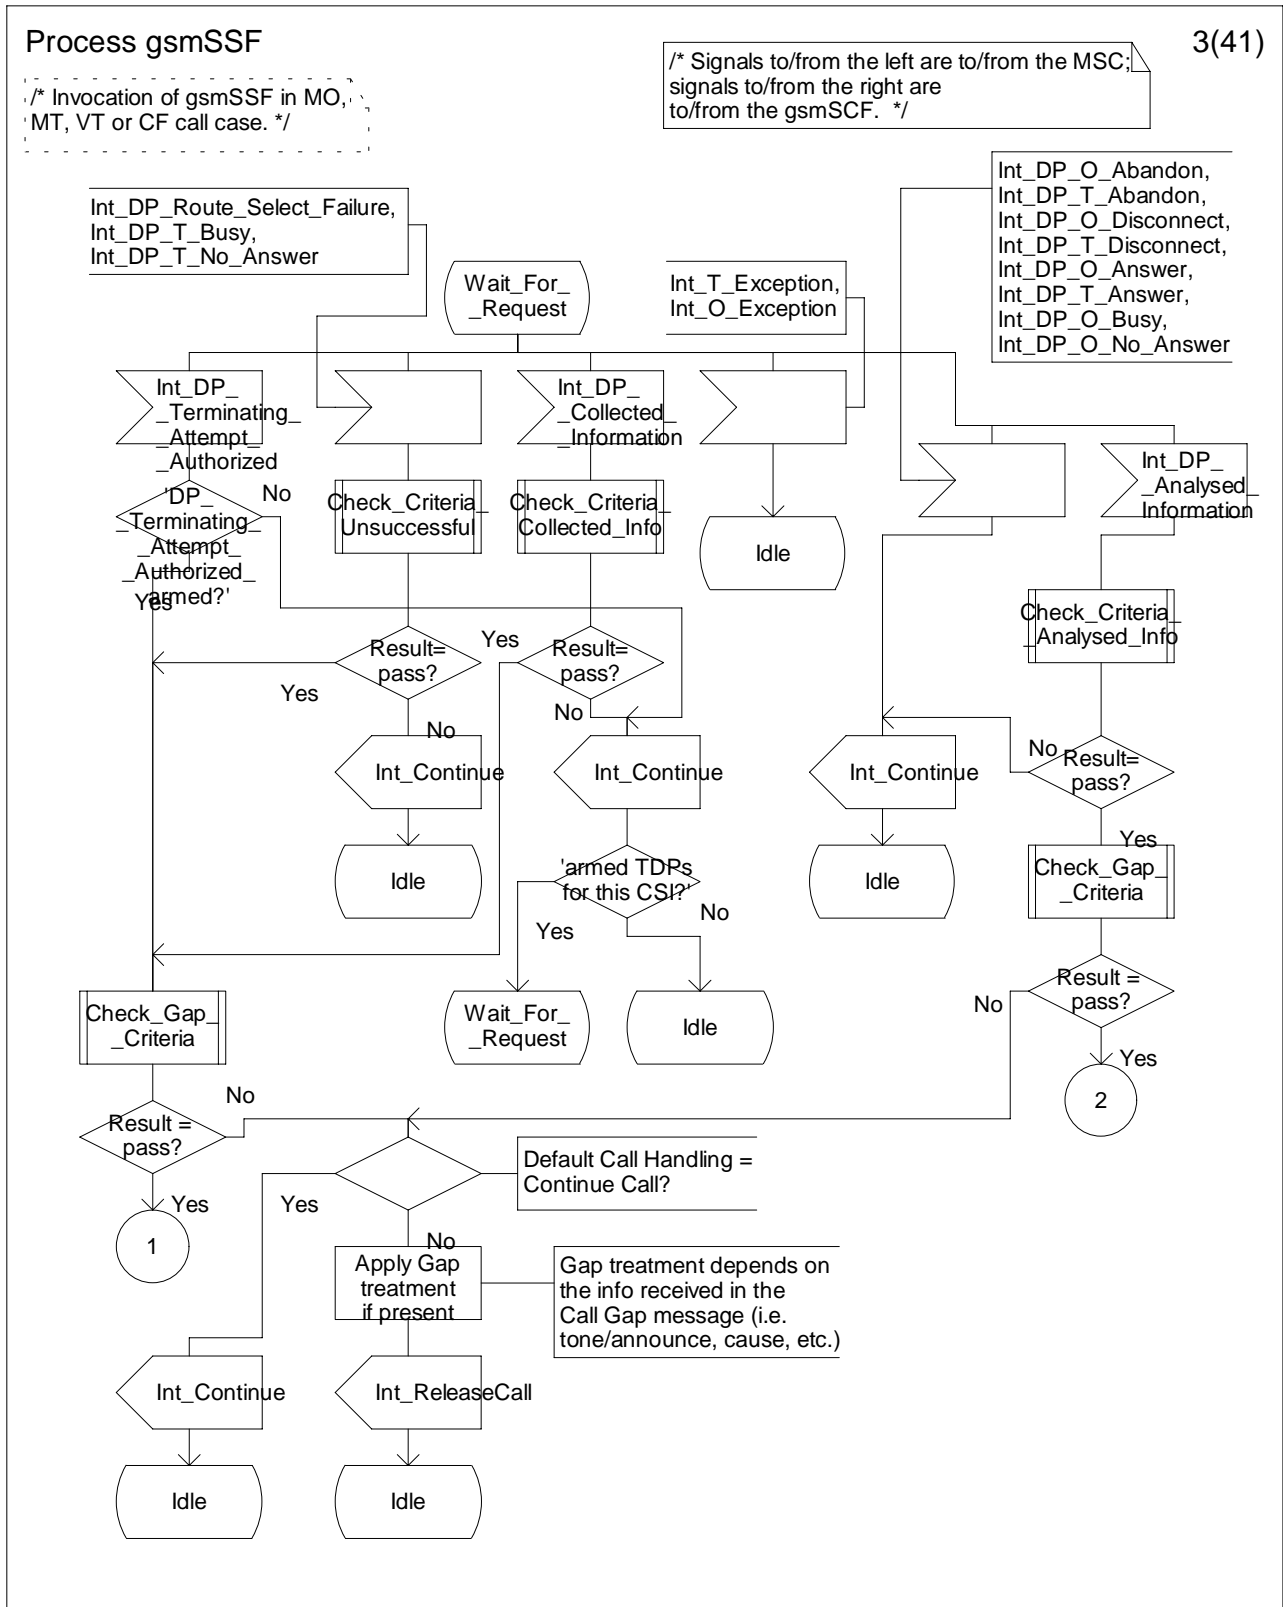 Process gsmSSF
3(41)
/* Invocation of gsmSSF in MO,
MT, VT or CF call case. */
/* Signals to/from the left are to/from the MSC;
signals to/from the right are
to/from the gsmSCF.  */
Int_DP_Route_Select_Failure,
Int_DP_T_Busy,
Int_DP_T_No_Answer
Wait_For_
_Request
Int_T_Exception,
Int_O_Exception
Int_DP_O_Abandon,
Int_DP_T_Abandon,
Int_DP_O_Disconnect,
Int_DP_T_Disconnect,
Int_DP_O_Answer,
Int_DP_T_Answer,
Int_DP_O_Busy,
Int_DP_O_No_Answer
Int_DP_
_Terminating_
_Attempt_
_Authorized
Int_DP_
_Collected_
_Information
Int_DP_
_Analysed_
Information
'DP_
_Terminating_
_Attempt_
_Authorized_
armed?'
No
Yes
Check_Criteria_
Unsuccessful
Check_Criteria_
Collected_Info
Idle
Check_Criteria_
_Analysed_Info
Result=
pass?
Yes
No
Result=
pass?
Yes
No
Result=
pass?
No
Yes
Int_Continue
Int_Continue
Int_Continue
Idle
'armed TDPs
for this CSI?'
Yes
No
Idle
Check_Gap_
_Criteria
Check_Gap_
_Criteria
Wait_For_
_Request
Idle
Result =
pass?
No
Yes
2
Result =
pass?
No
Yes
1
Default Call Handling =
Continue Call?
Yes
No
Apply Gap
treatment
if present
Gap treatment depends on
the info received in the
Call Gap message (i.e.
tone/announce, cause, etc.)
Int_Continue
Int_ReleaseCall
Idle
Idle